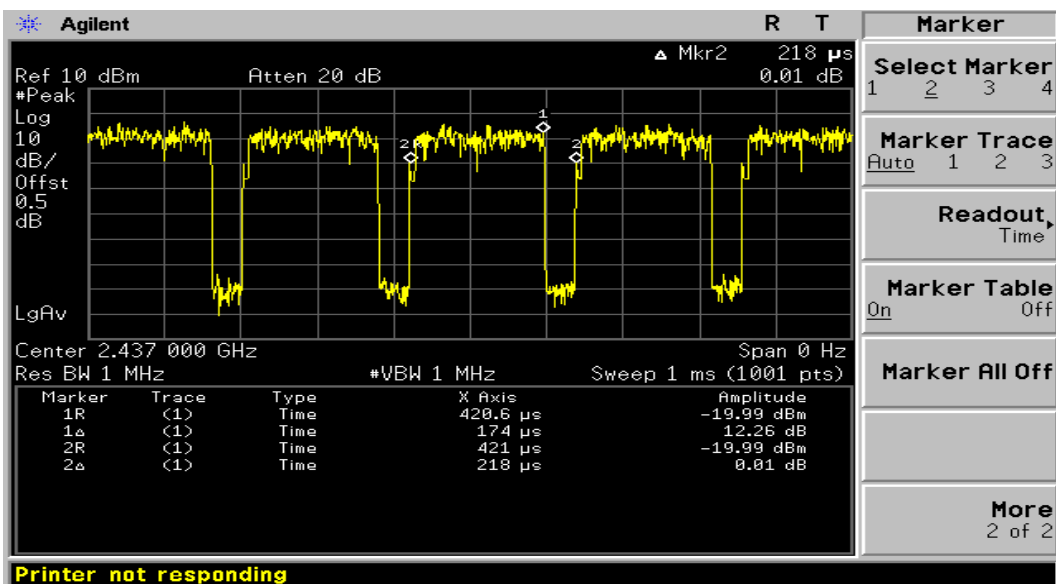 Agilent R T Marker
△ Mkr2 218 µs
Ref 10 dBm Atten 20 dB 0.01 dB
#Peak
Log
10
dB/
Offst
0.5
dB
LgAv
1
2
2
Center 2.437 000 GHz Span 0 Hz
Res BW 1 MHz #VBW 1 MHz Sweep 1 ms (1001 pts)
Marker Trace Type X Axis Amplitude
1R (1) Time 420.6 µs -19.99 dBm
1△ (1) Time 174 µs 12.26 dB
2R (1) Time 421 µs -19.99 dBm
2△ (1) Time 218 µs 0.01 dB
Printer not responding
Select Marker
1 2 3 4
Marker Trace
Auto 1 2 3
Readout
Time
Marker Table
On Off
Marker All Off
More
2 of 2